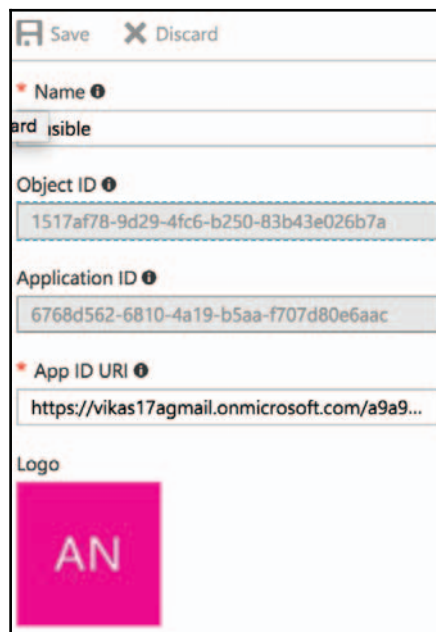 Save Discard
* Name
ard sible
Object ID
1517af78-9d29-4fc6-b250-83b43e026b7a
Application ID
6768d562-6810-4a19-b5aa-f707d80e6aac
* App ID URI
https://vikas17agmail.onmicrosoft.com/a9a9...
Logo
AN